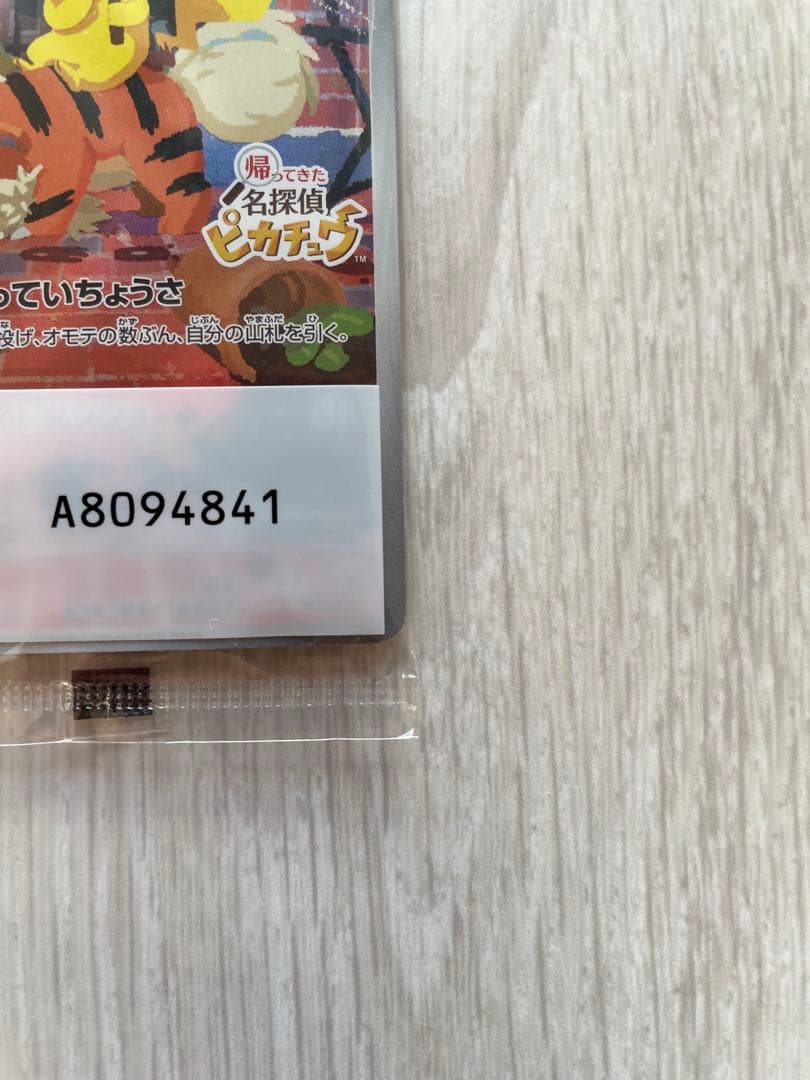 帰ってきた
名探偵
ピカチュウ
TM
っていちょうさ
投げ、オモテの数ぶん、自分の山札を引く。
A8094841